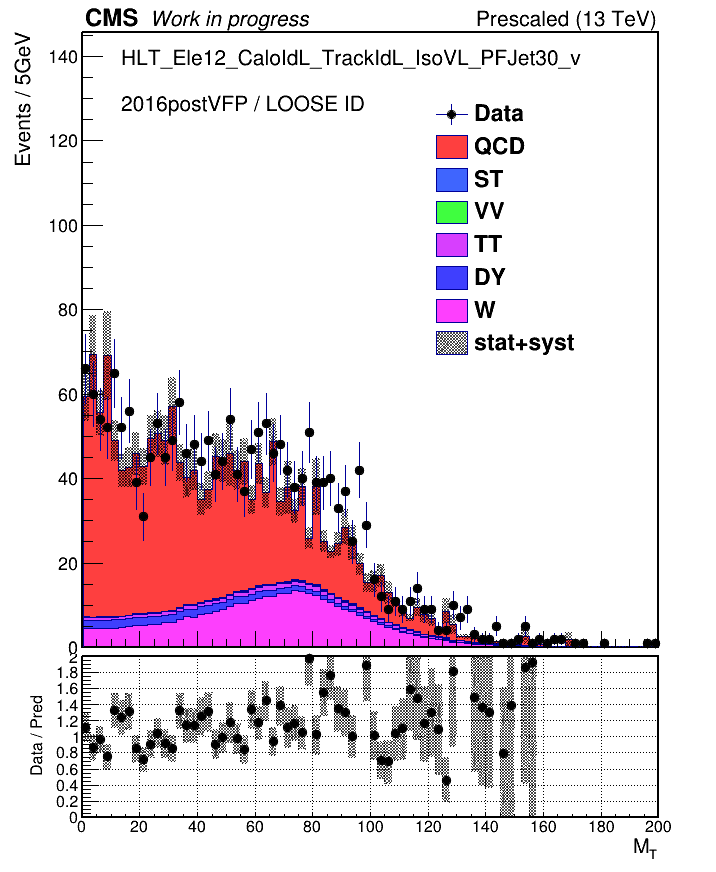 CMS Work in progress Prescaled (13 TeV)
Events / 5GeV
HLT_Ele12_CaloIdL_TrackIdL_IsoVL_PFJet30_v
2016postVFP / LOOSE ID
Data
QCD
ST
VV
TT
DY
W
stat+syst
140
120
100
80
60
40
20
0
Data / Pred
2
1.8
1.6
1.4
1.2
1
0.8
0.6
0.4
0.2
0
0 20 40 60 80 100 120 140 160 180 200
M_T